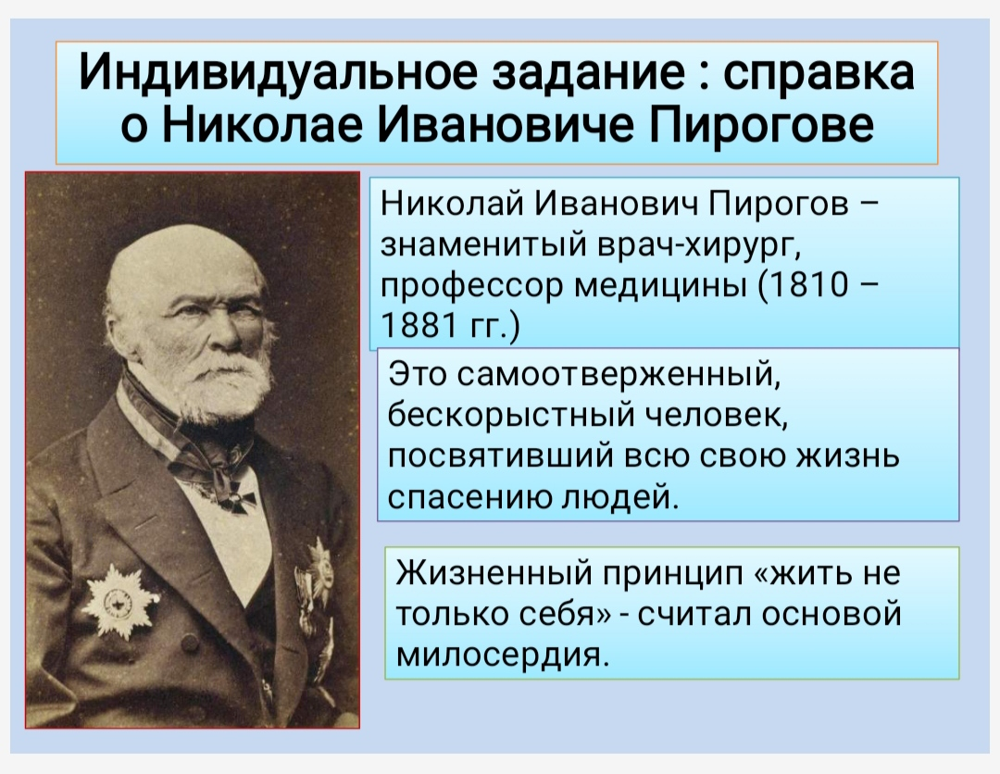 Индивидуальное задание : справка
о Николае Ивановиче Пирогове
Николай Иванович Пирогов –
знаменитый врач-хирург,
профессор медицины (1810 –
1881 гг.)
Это самоотверженный,
бескорыстный человек,
посвятивший всю свою жизнь
спасению людей.
Жизненный принцип «жить не
только себя» - считал основой
милосердия.